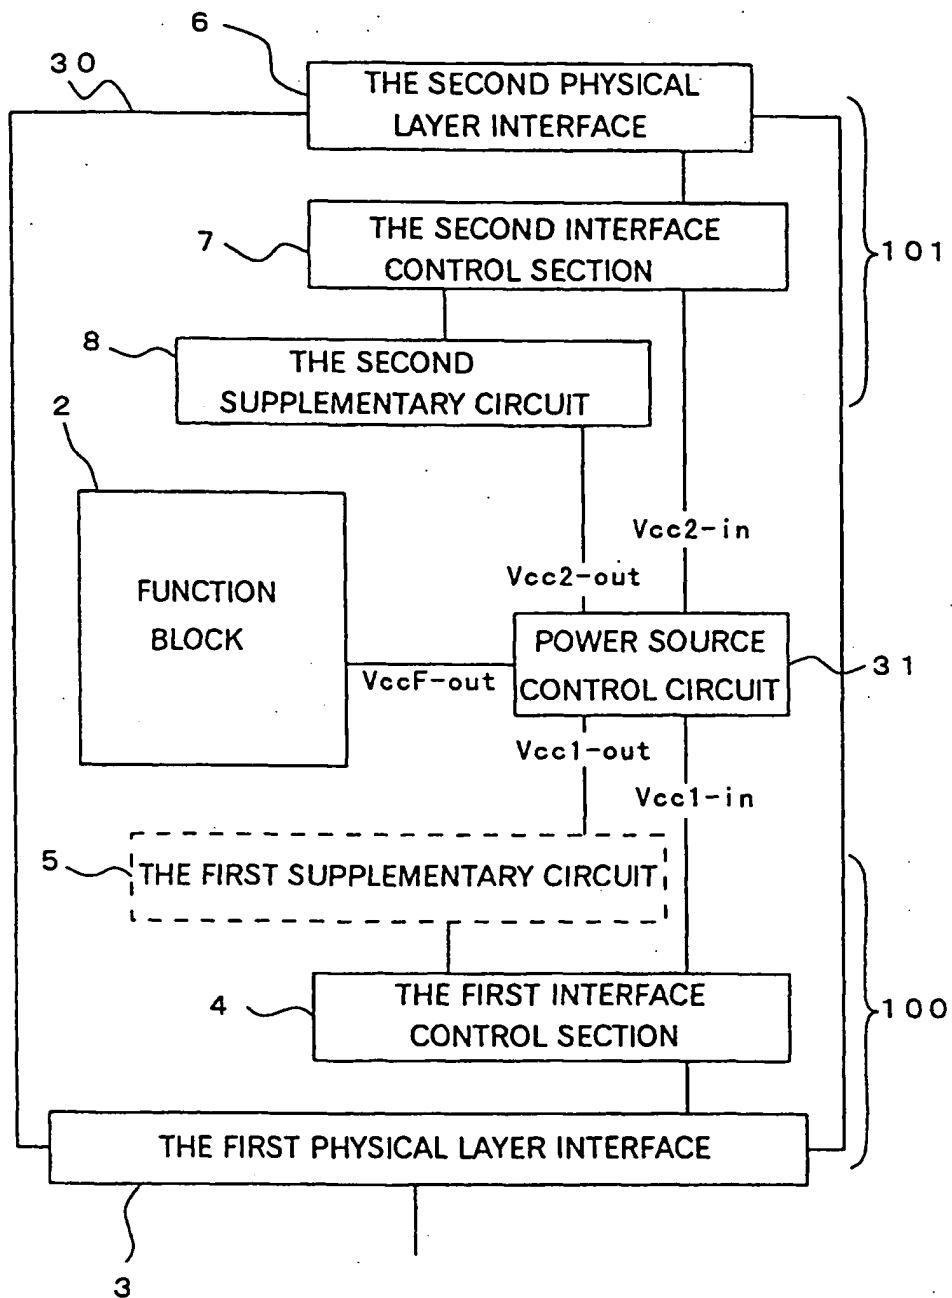 6
30
THE SECOND PHYSICAL
LAYER INTERFACE
7
THE SECOND INTERFACE
CONTROL SECTION
101
8
THE SECOND
SUPPLEMENTARY CIRCUIT
2
FUNCTION
BLOCK
Vcc2-in
Vcc2-out
POWER SOURCE
CONTROL CIRCUIT
31
VccF-out
Vcc1-out
Vcc1-in
5
THE FIRST SUPPLEMENTARY CIRCUIT
4
THE FIRST INTERFACE
CONTROL SECTION
100
THE FIRST PHYSICAL LAYER INTERFACE
3